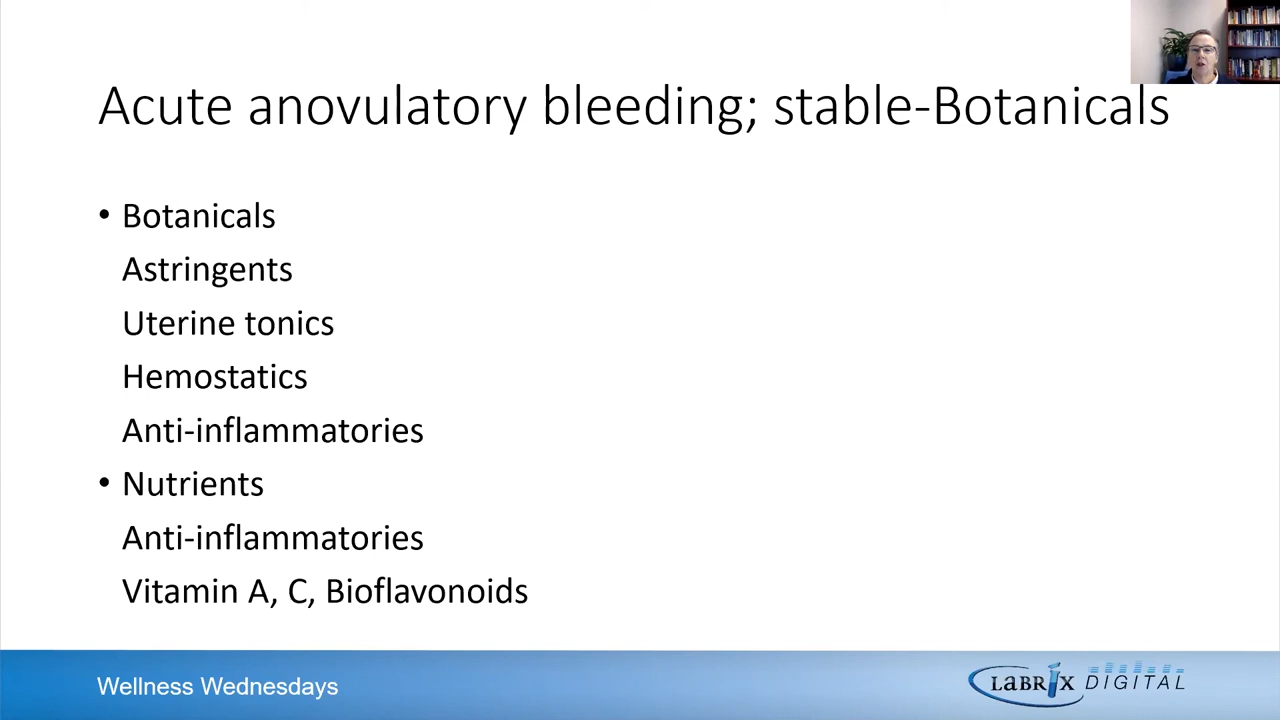 Acute anovulatory bleeding; stable-Botanicals
• Botanicals
Astringents
Uterine tonics
Hemostatics
Anti-inflammatories
• Nutrients
Anti-inflammatories
Vitamin A, C, Bioflavonoids
Wellness Wednesdays
LABRIX DIGITAL